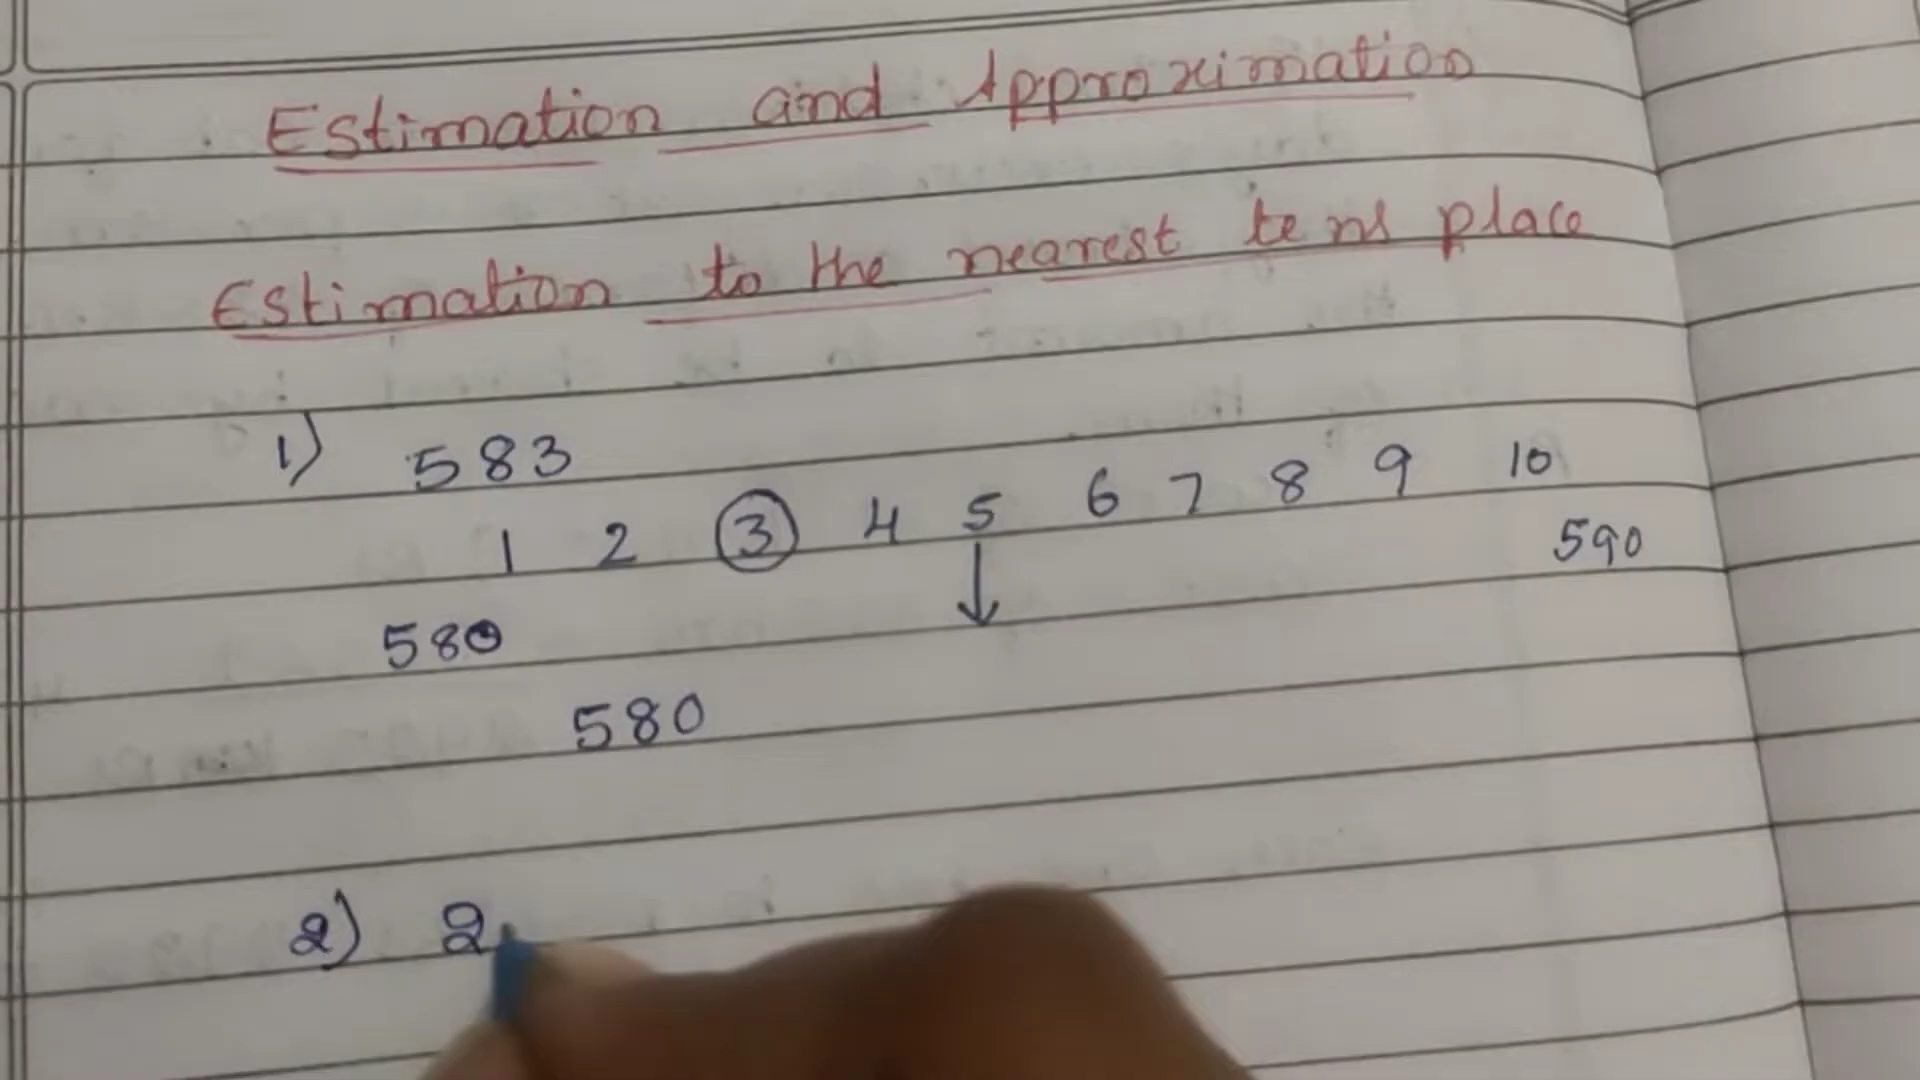 Estimation and Approximation
Estimation to the nearest tens place
1) 583
1 2 3 4 5 6 7 8 9 10
580 590
580
2) 2